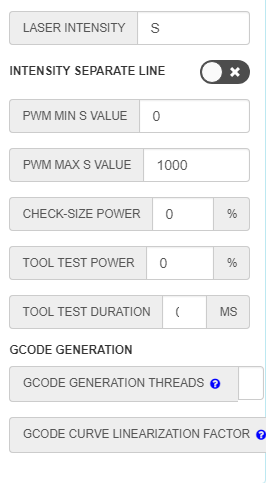 LASER INTENSITY S
INTENSITY SEPARATE LINE
PWM MIN S VALUE 0
PWM MAX S VALUE 1000
CHECK-SIZE POWER 0 %
TOOL TEST POWER 0 %
TOOL TEST DURATION MS
GCODE GENERATION
GCODE GENERATION THREADS ?
GCODE CURVE LINEARIZATION FACTOR ?